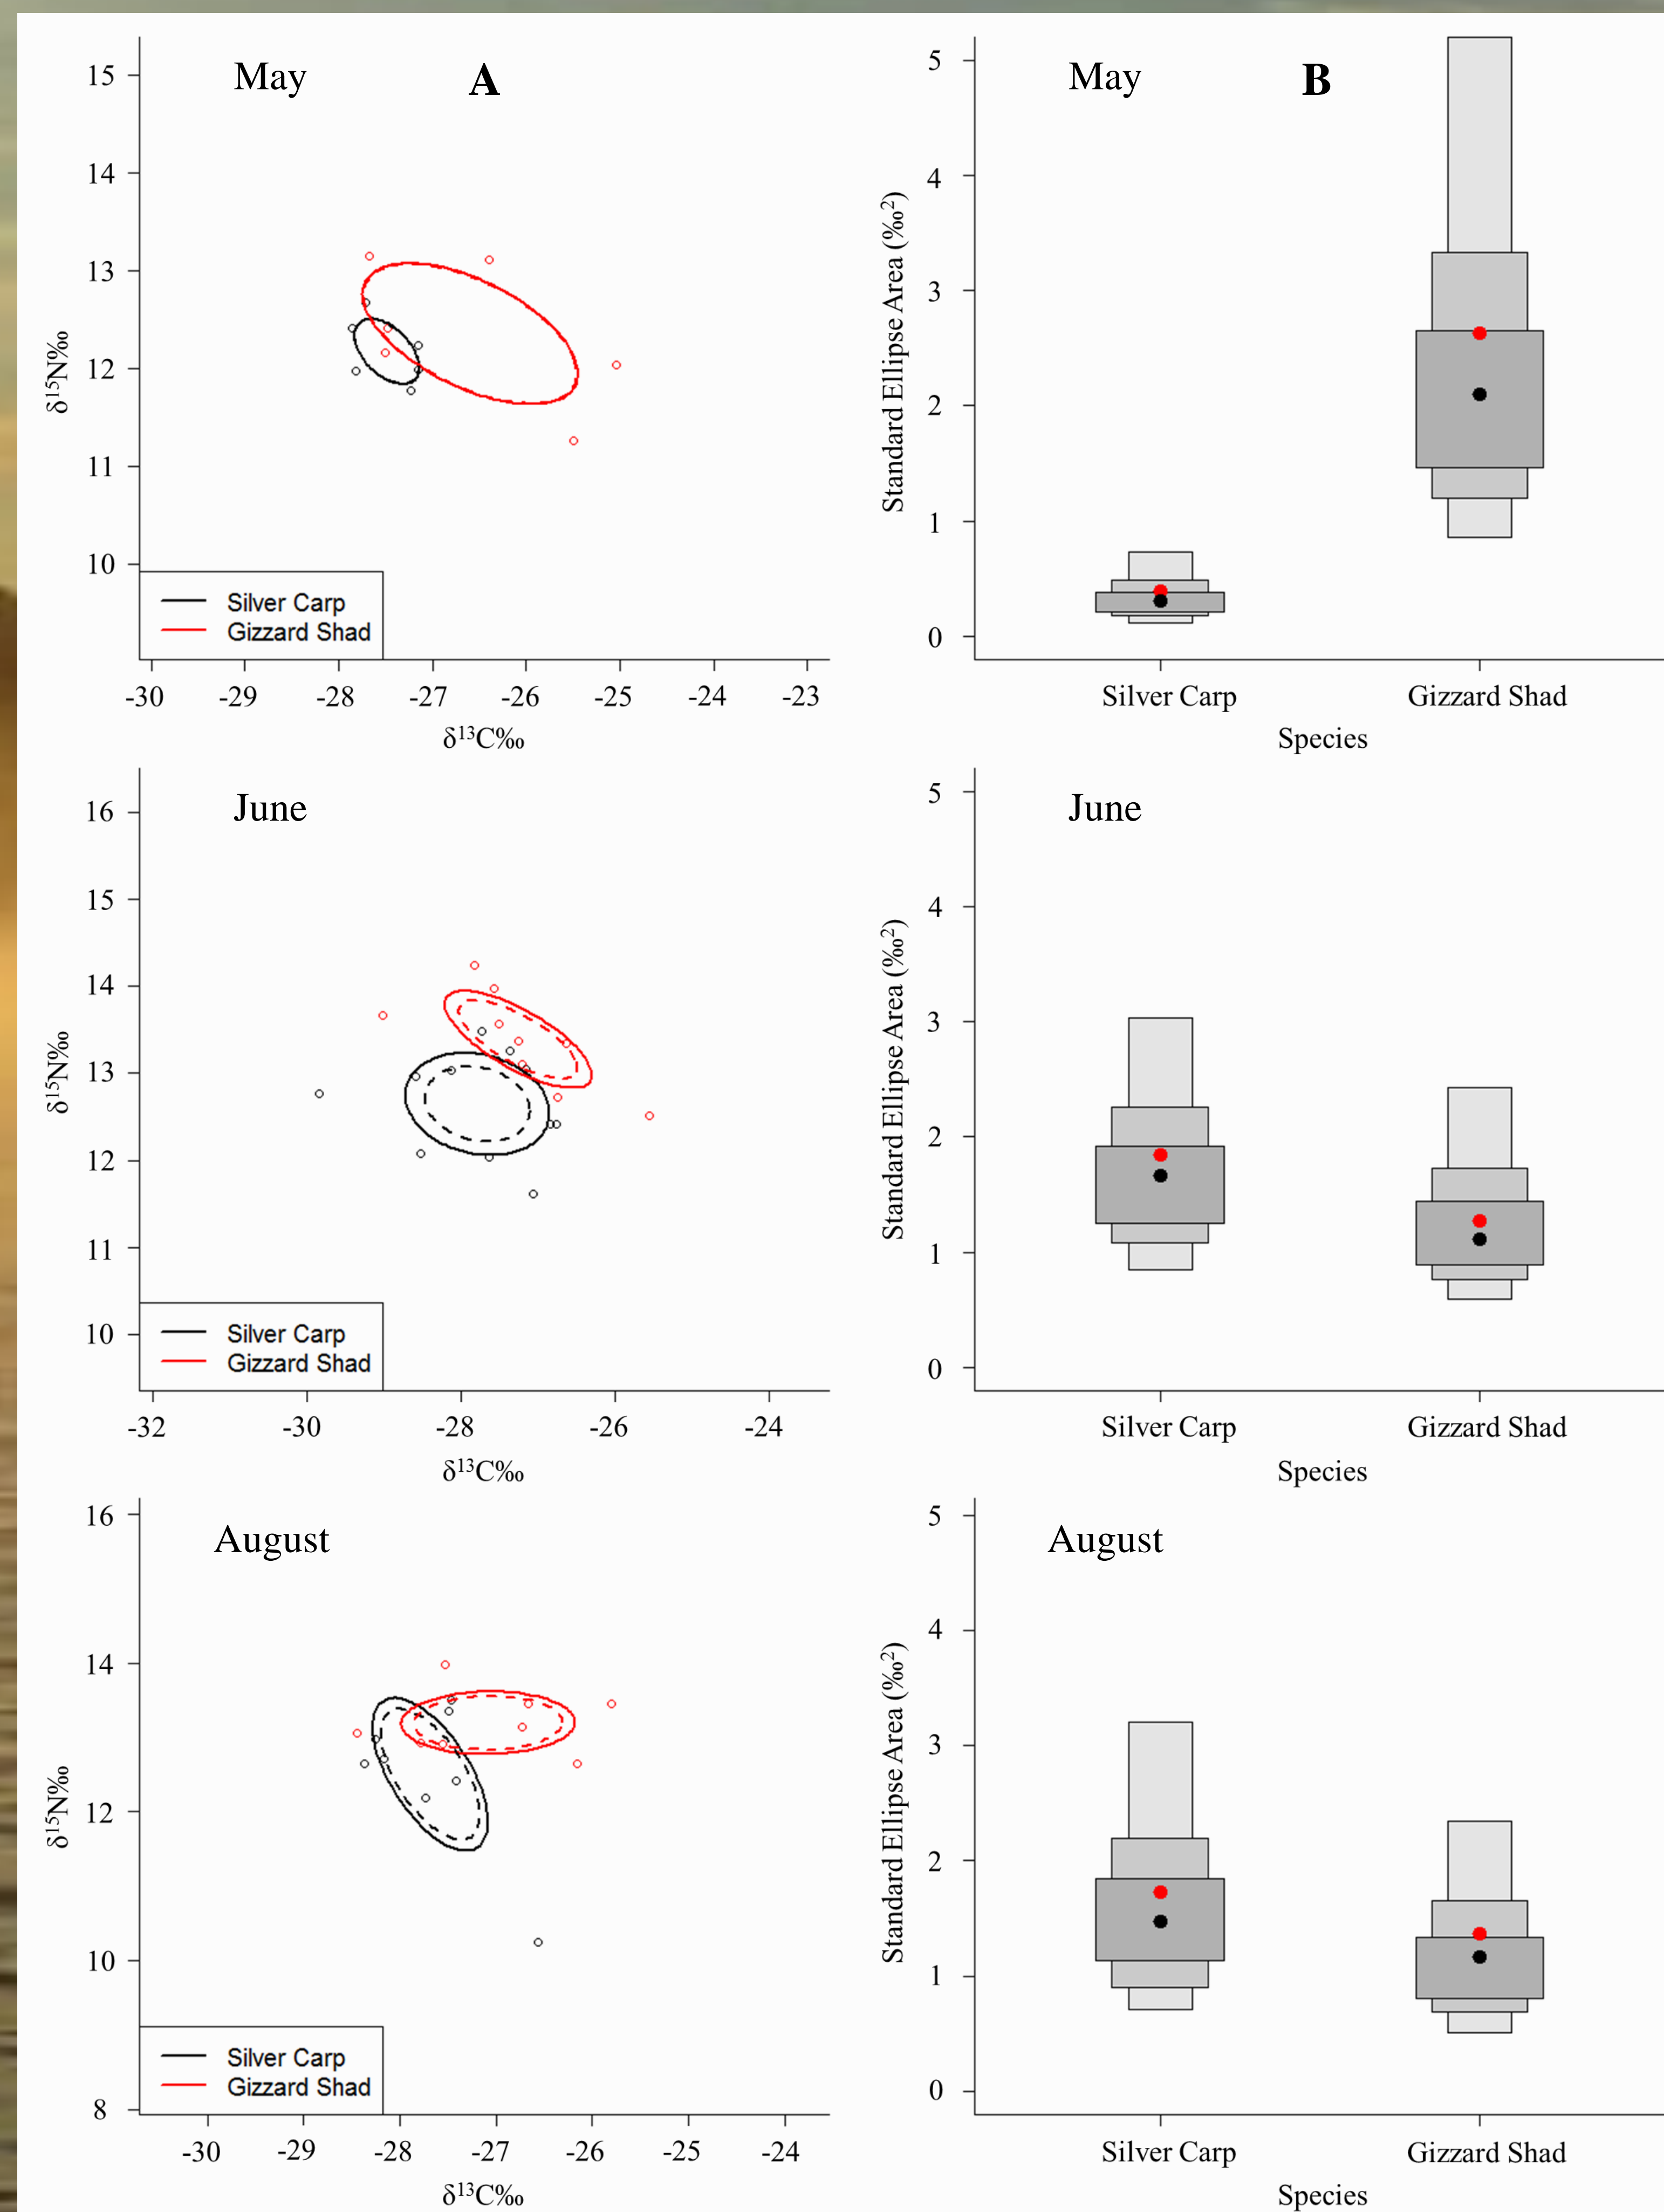 May A
15
14
13
12
11
10
δ¹⁵N‰
Silver Carp
Gizzard Shad
-30 -29 -28 -27 -26 -25 -24 -23
δ¹³C‰
May B
5
4
3
2
1
0
Standard Ellipse Area (‰²)
Silver Carp Gizzard Shad
Species
June
16
15
14
13
12
11
10
δ¹⁵N‰
Silver Carp
Gizzard Shad
-32 -30 -28 -26 -24
δ¹³C‰
June
5
4
3
2
1
0
Standard Ellipse Area (‰²)
Silver Carp Gizzard Shad
Species
August
16
14
12
10
8
δ¹⁵N‰
Silver Carp
Gizzard Shad
-30 -29 -28 -27 -26 -25 -24
δ¹³C‰
August
5
4
3
2
1
0
Standard Ellipse Area (‰²)
Silver Carp Gizzard Shad
Species